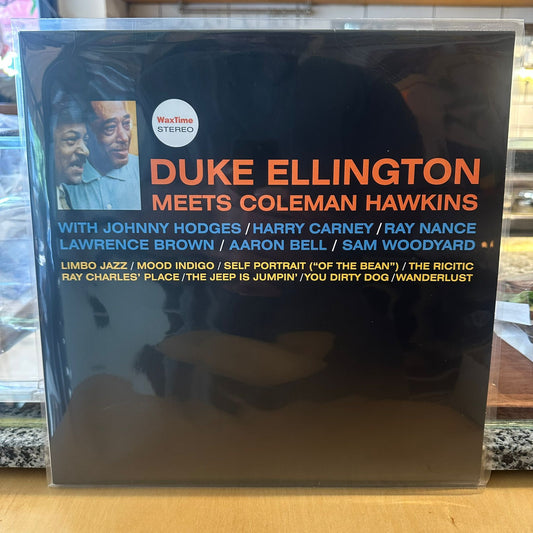 WaxTime
STEREO
DUKE ELLINGTON
MEETS COLEMAN HAWKINS
WITH JOHNNY HODGES / HARRY CARNEY / RAY NANCE
LAWRENCE BROWN / AARON BELL / SAM WOODYARD
LIMBO JAZZ / MOOD INDIGO / SELF PORTRAIT (“OF THE BEAN”) / THE RICITIC
RAY CHARLES’ PLACE / THE JEEP IS JUMPIN’ / YOU DIRTY DOG / WANDERLUST